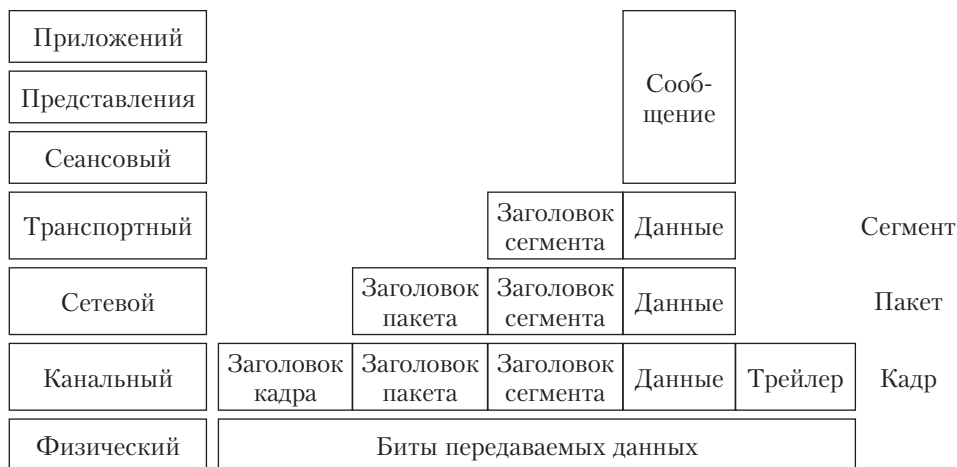 Приложений
Представления
Сооб-
щение
Сеансовый
Транспортный
Заголовок
сегмента
Данные
Сегмент
Сетевой
Заголовок
пакета
Заголовок
сегмента
Данные
Пакет
Канальный
Заголовок
кадра
Заголовок
пакета
Заголовок
сегмента
Данные
Трейлер
Кадр
Физический
Биты передаваемых данных